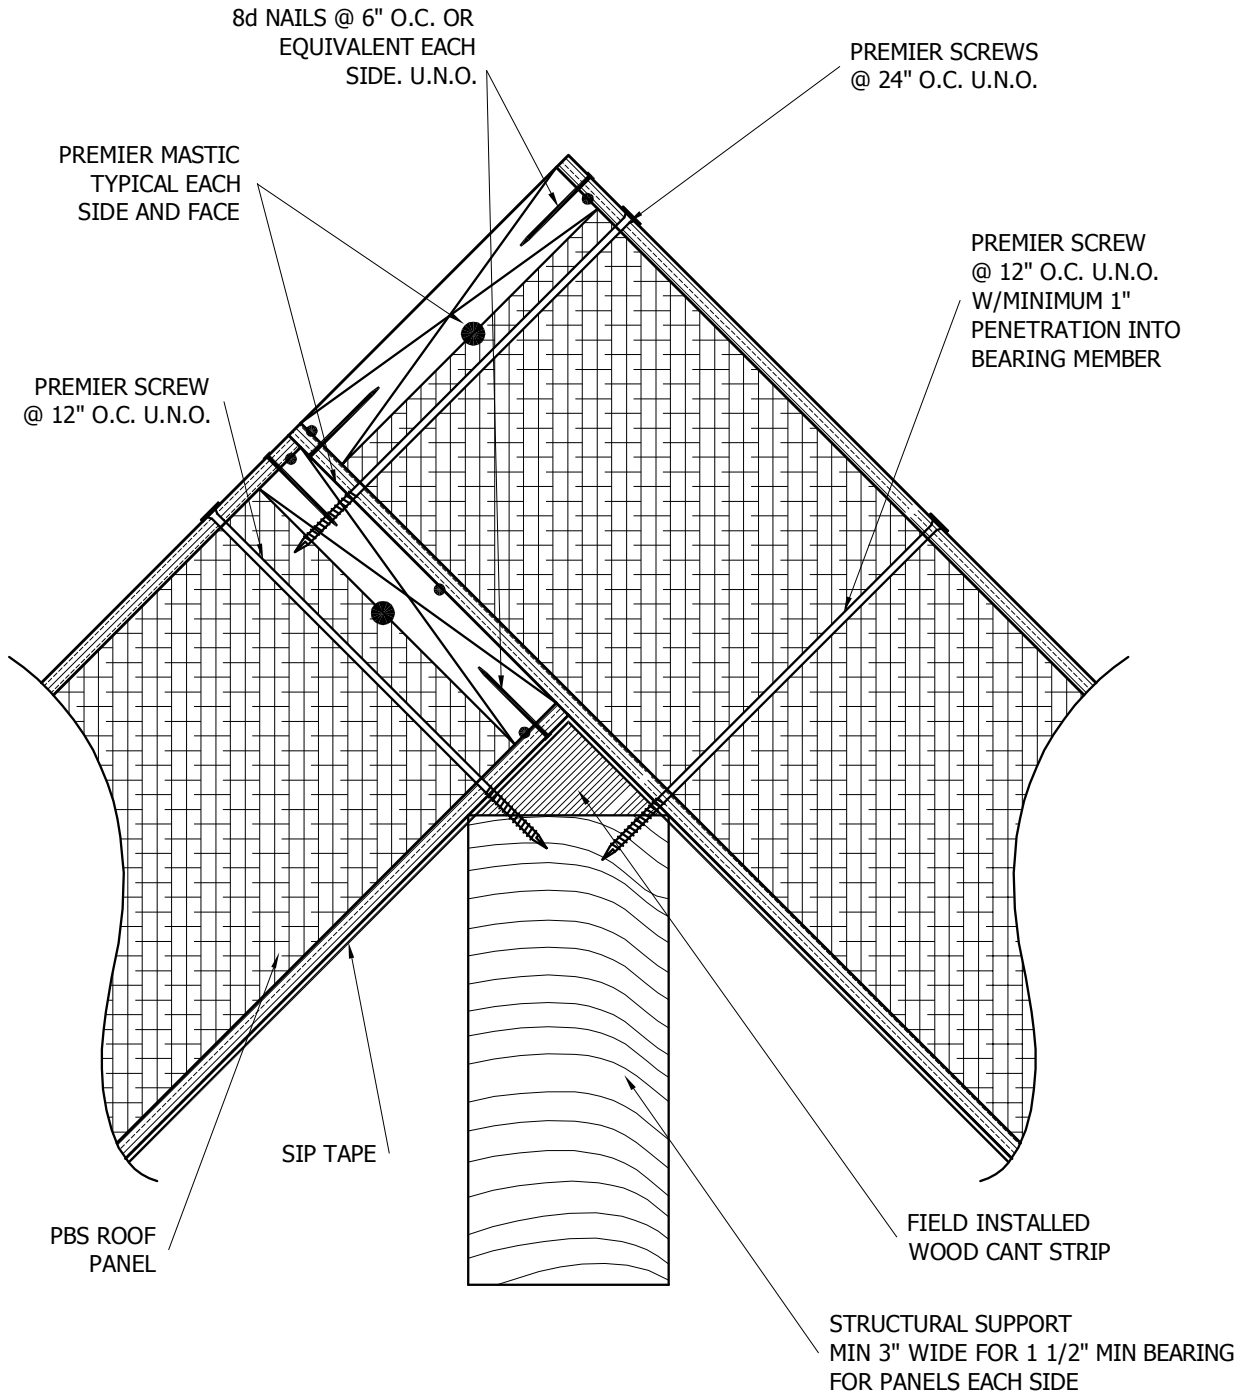 8d NAILS @ 6" O.C. OR
EQUIVALENT EACH
SIDE. U.N.O.
PREMIER SCREWS
@ 24" O.C. U.N.O.
PREMIER MASTIC
TYPICAL EACH
SIDE AND FACE
PREMIER SCREW
@ 12" O.C. U.N.O.
W/MINIMUM 1"
PENETRATION INTO
BEARING MEMBER
PREMIER SCREW
@ 12" O.C. U.N.O.
SIP TAPE
PBS ROOF
PANEL
FIELD INSTALLED
WOOD CANT STRIP
STRUCTURAL SUPPORT
MIN 3" WIDE FOR 1 1/2" MIN BEARING
FOR PANELS EACH SIDE